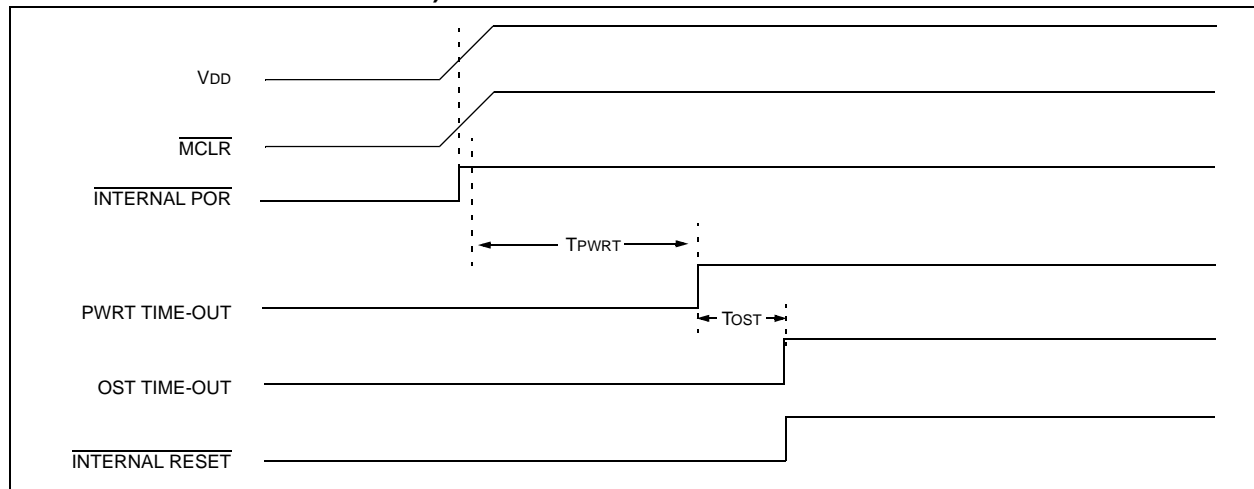 VDD
MCLR
INTERNAL POR
TPWRT
PWRT TIME-OUT
TOST
OST TIME-OUT
INTERNAL RESET